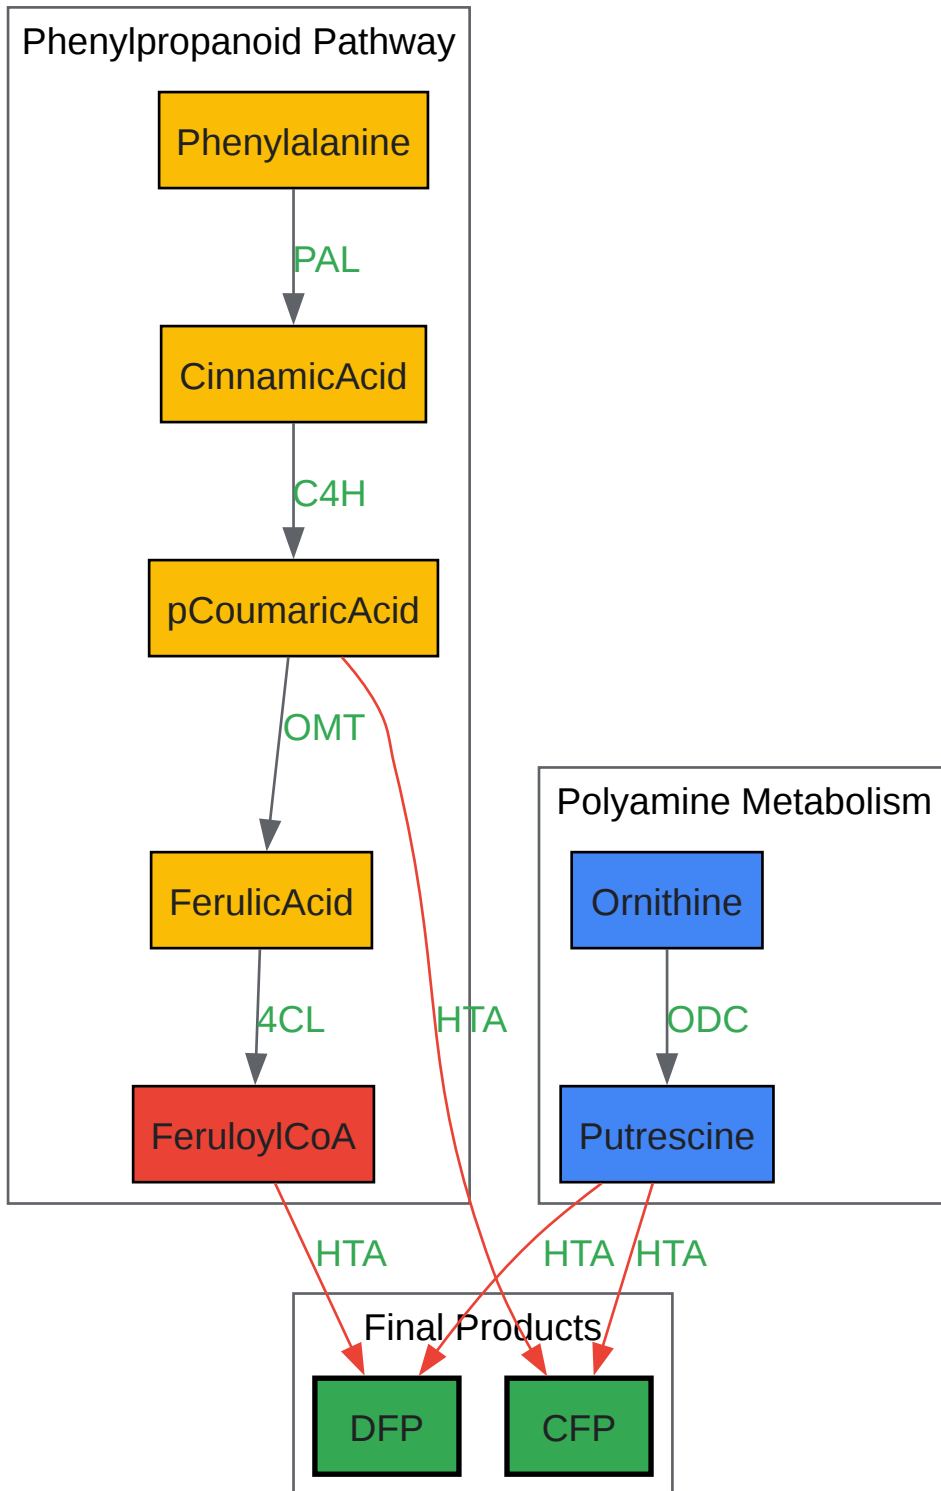 Phenylpropanoid Pathway
Phenylalanine
PAL
CinnamicAcid
C4H
pCoumaricAcid
OMT
FerulicAcid
4CL
FeruloylCoA
HTA
Polyamine Metabolism
Ornithine
ODC
Putrescine
HTA
HTA
HTA
Final Products
DFP
CFP